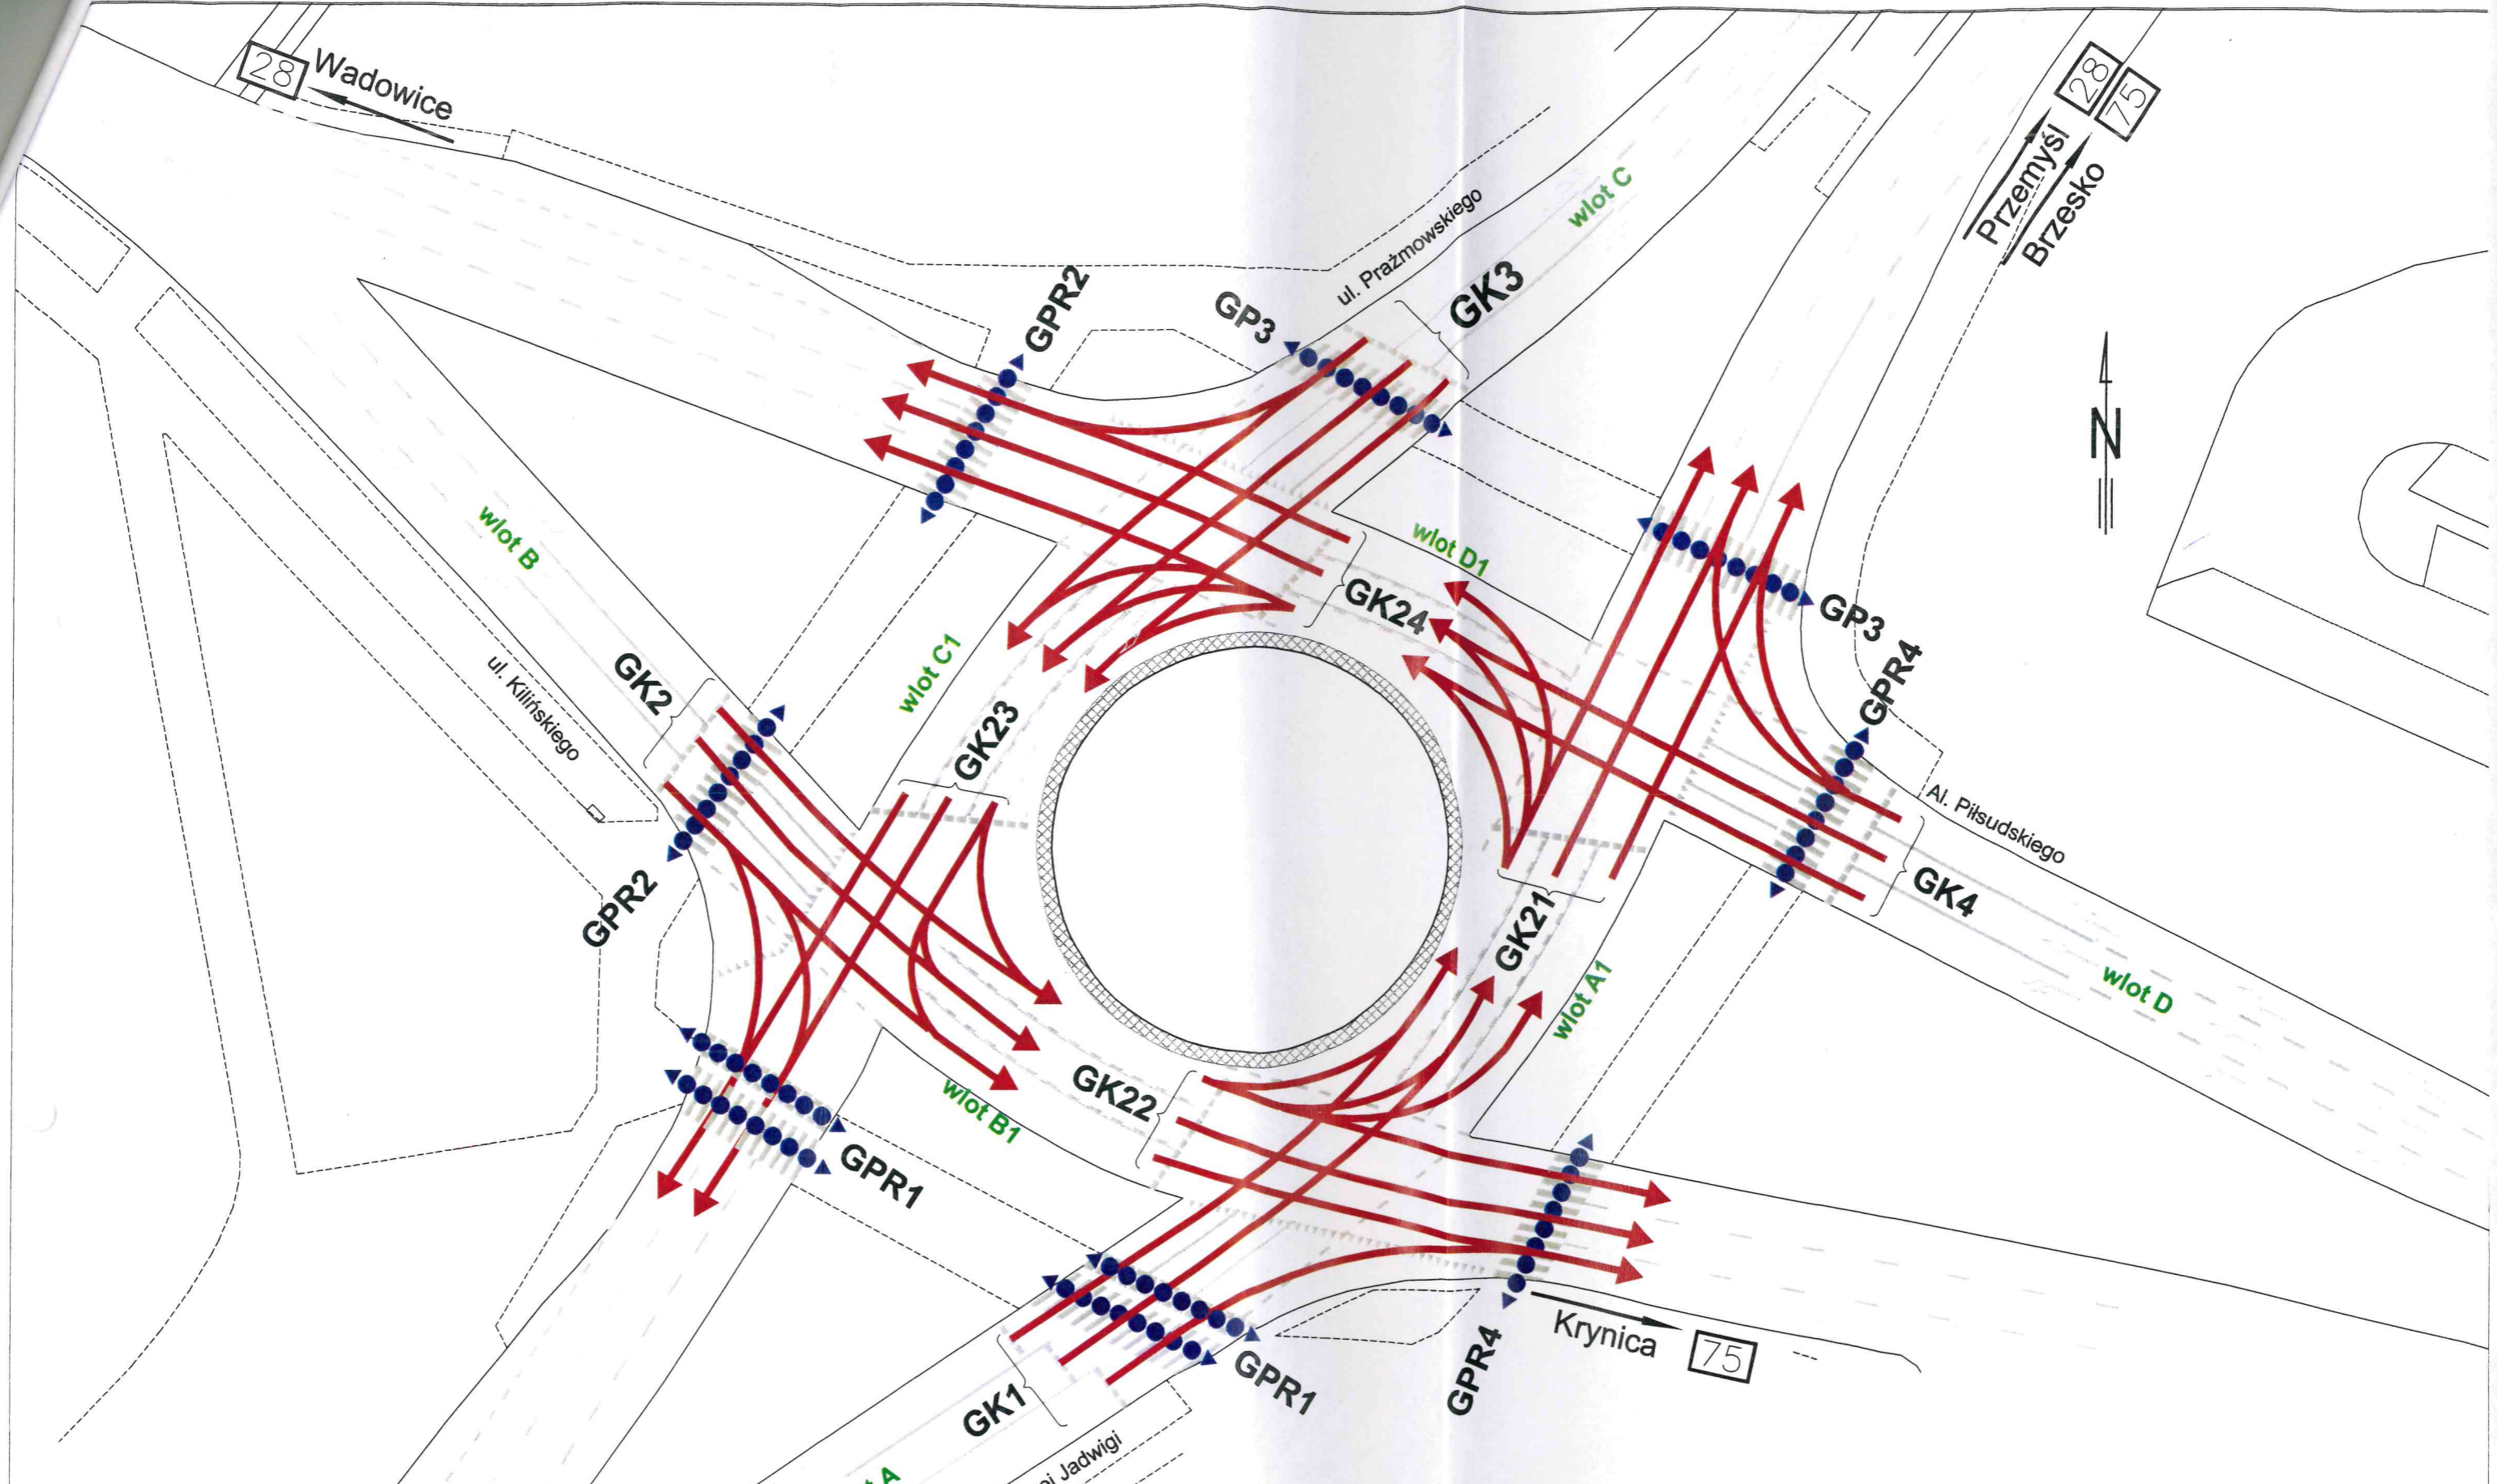 28
Wadowice
28
75
Przemyśl
Brzesko
wlot C
ul. Prażmowskiego
GK3
GP3
GPR2
N
wlot B
wlot D1
GK24
GP3
GPR4
ul. Kilińskiego
GK2
wlot C1
GK23
Al. Piłsudskiego
GK4
GPR2
GK21
wlot A1
wlot D
GK22
wlot B1
GPR1
Krynica
75
GPR4
GPR1
GK1
Jadwigi
A